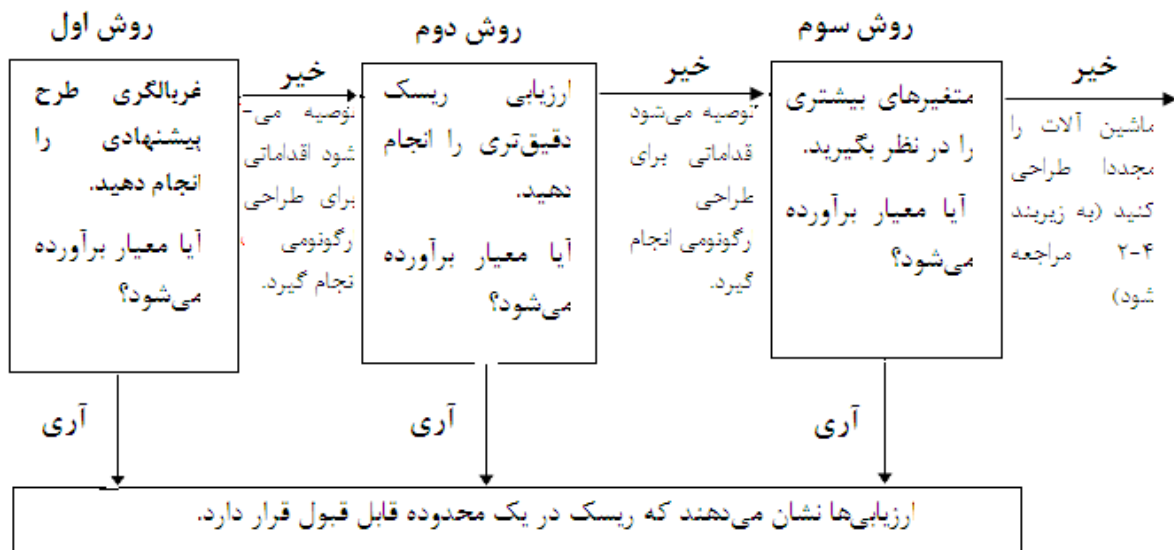 روش اول
غربالگری طرح
پیشنهادی را
انجام دهید.
آیا معیار برآورده
می‌شود؟
خیر
توصیه می-
شود اقداماتی
برای طراحی
رگونومی
نجام گیرد.
آری
روش دوم
ارزیابی ریسک
دقیق‌تری را انجام
دهید.
آیا معیار برآورده
می‌شود؟
خیر
توصیه می‌شود
قداماتی برای
طراحی
رگونومی انجام
گیرد.
آری
روش سوم
متغیرهای بیشتری
را در نظر بگیرید.
آیا معیار برآورده
می‌شود؟
خیر
ماشین آلات را
مجددا طراحی
کنید (به زیربند
۲-۴ مراجعه
شود)
آری
ارزیابی‌ها نشان می‌دهند که ریسک در یک محدوده قابل قبول قرار دارد.